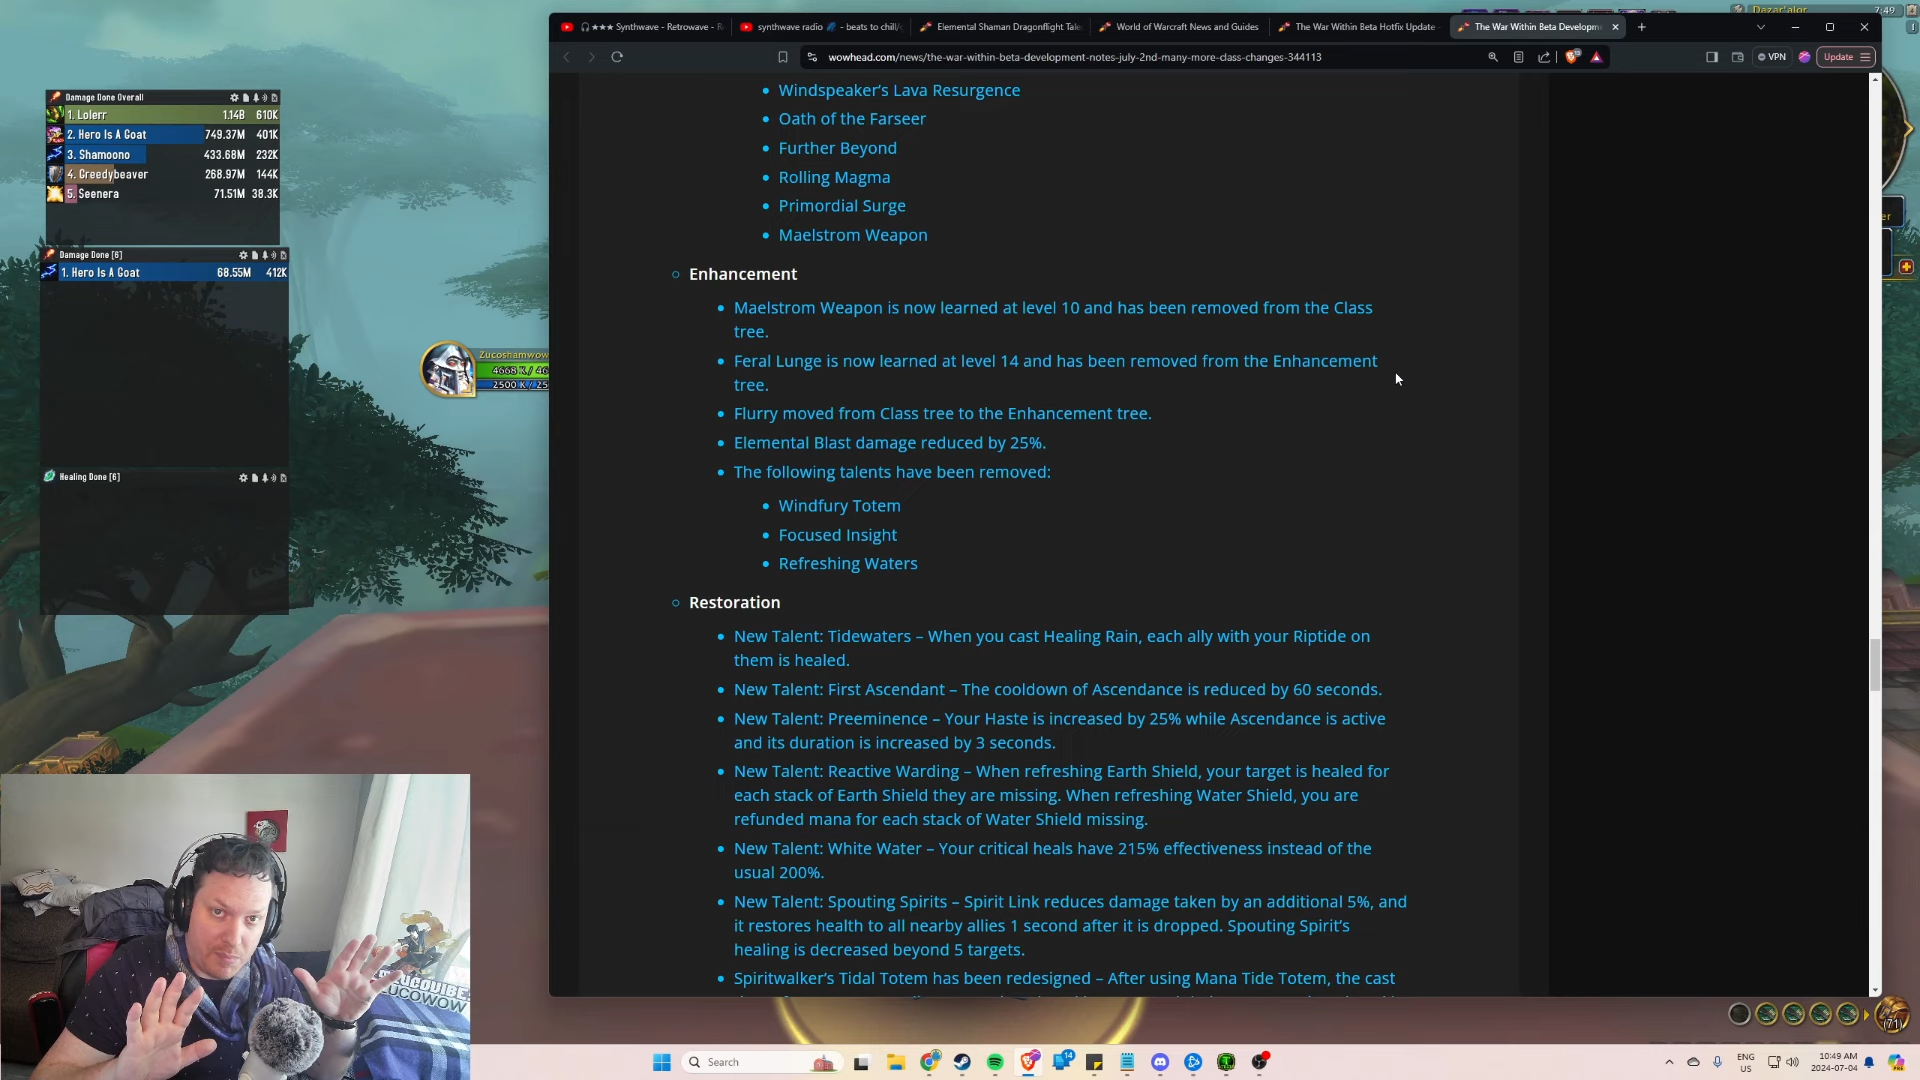 ★★★ Synthwave - Retrowave - R
synthwave radio - beats to chill/
Elemental Shaman Dragonflight Tale
World of Warcraft News and Guides
The War Within Beta Hotfix Update
The War Within Beta Developm
Dazar'alor
7:49
wowhead.com/news/the-war-within-beta-development-notes-july-2nd-many-more-class-changes-344113
VPN
Update
Damage Done Overall
1. Lolerr 1.14B 610K
2. Hero Is A Goat 749.37M 401K
3. Shamoono 433.68M 232K
4. Creedybeaver 268.97M 144K
5. Seenera 71.51M 38.3K
Damage Done [6]
1. Hero Is A Goat 68.55M 412K
Healing Done [6]
Zucoshamwow
4668 K / 46
2500 K / 25
Windspeaker's Lava Resurgence
Oath of the Farseer
Further Beyond
Rolling Magma
Primordial Surge
Maelstrom Weapon
Enhancement
Maelstrom Weapon is now learned at level 10 and has been removed from the Class
tree.
Feral Lunge is now learned at level 14 and has been removed from the Enhancement
tree.
Flurry moved from Class tree to the Enhancement tree.
Elemental Blast damage reduced by 25%.
The following talents have been removed:
Windfury Totem
Focused Insight
Refreshing Waters
Restoration
New Talent: Tidewaters – When you cast Healing Rain, each ally with your Riptide on
them is healed.
New Talent: First Ascendant – The cooldown of Ascendance is reduced by 60 seconds.
New Talent: Preeminence – Your Haste is increased by 25% while Ascendance is active
and its duration is increased by 3 seconds.
New Talent: Reactive Warding – When refreshing Earth Shield, your target is healed for
each stack of Earth Shield they are missing. When refreshing Water Shield, you are
refunded mana for each stack of Water Shield missing.
New Talent: White Water – Your critical heals have 215% effectiveness instead of the
usual 200%.
New Talent: Spouting Spirits – Spirit Link reduces damage taken by an additional 5%, and
it restores health to all nearby allies 1 second after it is dropped. Spouting Spirit's
healing is decreased beyond 5 targets.
Spiritwalker's Tidal Totem has been redesigned – After using Mana Tide Totem, the cast
er
(71)
Search
14
ENG
US
10:49 AM
2024-07-04